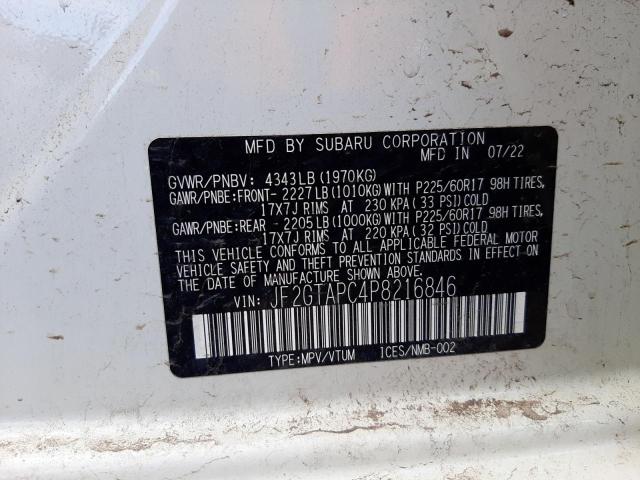 MFD BY SUBARU CORPORATION
MFD IN 07/22
GVWR/PNBV: 4343LB(1970KG)
GAWR/PNBE:FRONT-2227LB(1010KG)WITH P225/60R17 98H TIRES,
17X7J RIMS AT 230 KPA(33 PSI)COLD
GAWR/PNBE:REAR -2205LB(1000KG)WITH P225/60R17 98H TIRES,
17X7J RIMS AT 220 KPA(32 PSI)COLD
THIS VEHICLE CONFORMS TO ALL APPLICABLE FEDERAL MOTOR
VEHICLE SAFETY AND THEFT PREVENTION STANDARDS IN EFFECT ON
THE DATE OF MANUFACTURE SHOWN ABOVE.
VIN: JF2GTAPC4P8216846
TYPE:MPV/VTUM ICES/NMB-002